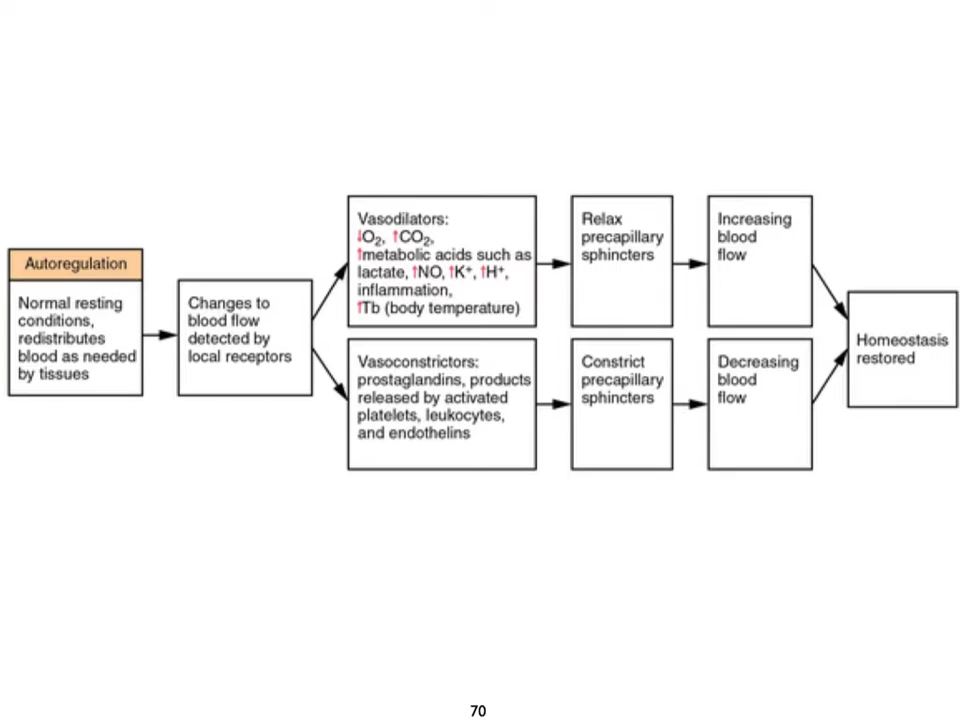 Autoregulation
Normal resting
conditions,
redistributes
blood as needed
by tissues
Changes to
blood flow
detected by
local receptors
Vasodilators:
↓O₂, ↑CO₂,
↑metabolic acids such as
lactate, ↑NO, ↑K⁺, ↑H⁺,
inflammation,
↑Tb (body temperature)
Relax
precapillary
sphincters
Increasing
blood
flow
Vasoconstrictors:
prostaglandins, products
released by activated
platelets, leukocytes,
and endothelins
Constrict
precapillary
sphincters
Decreasing
blood
flow
Homeostasis
restored
70